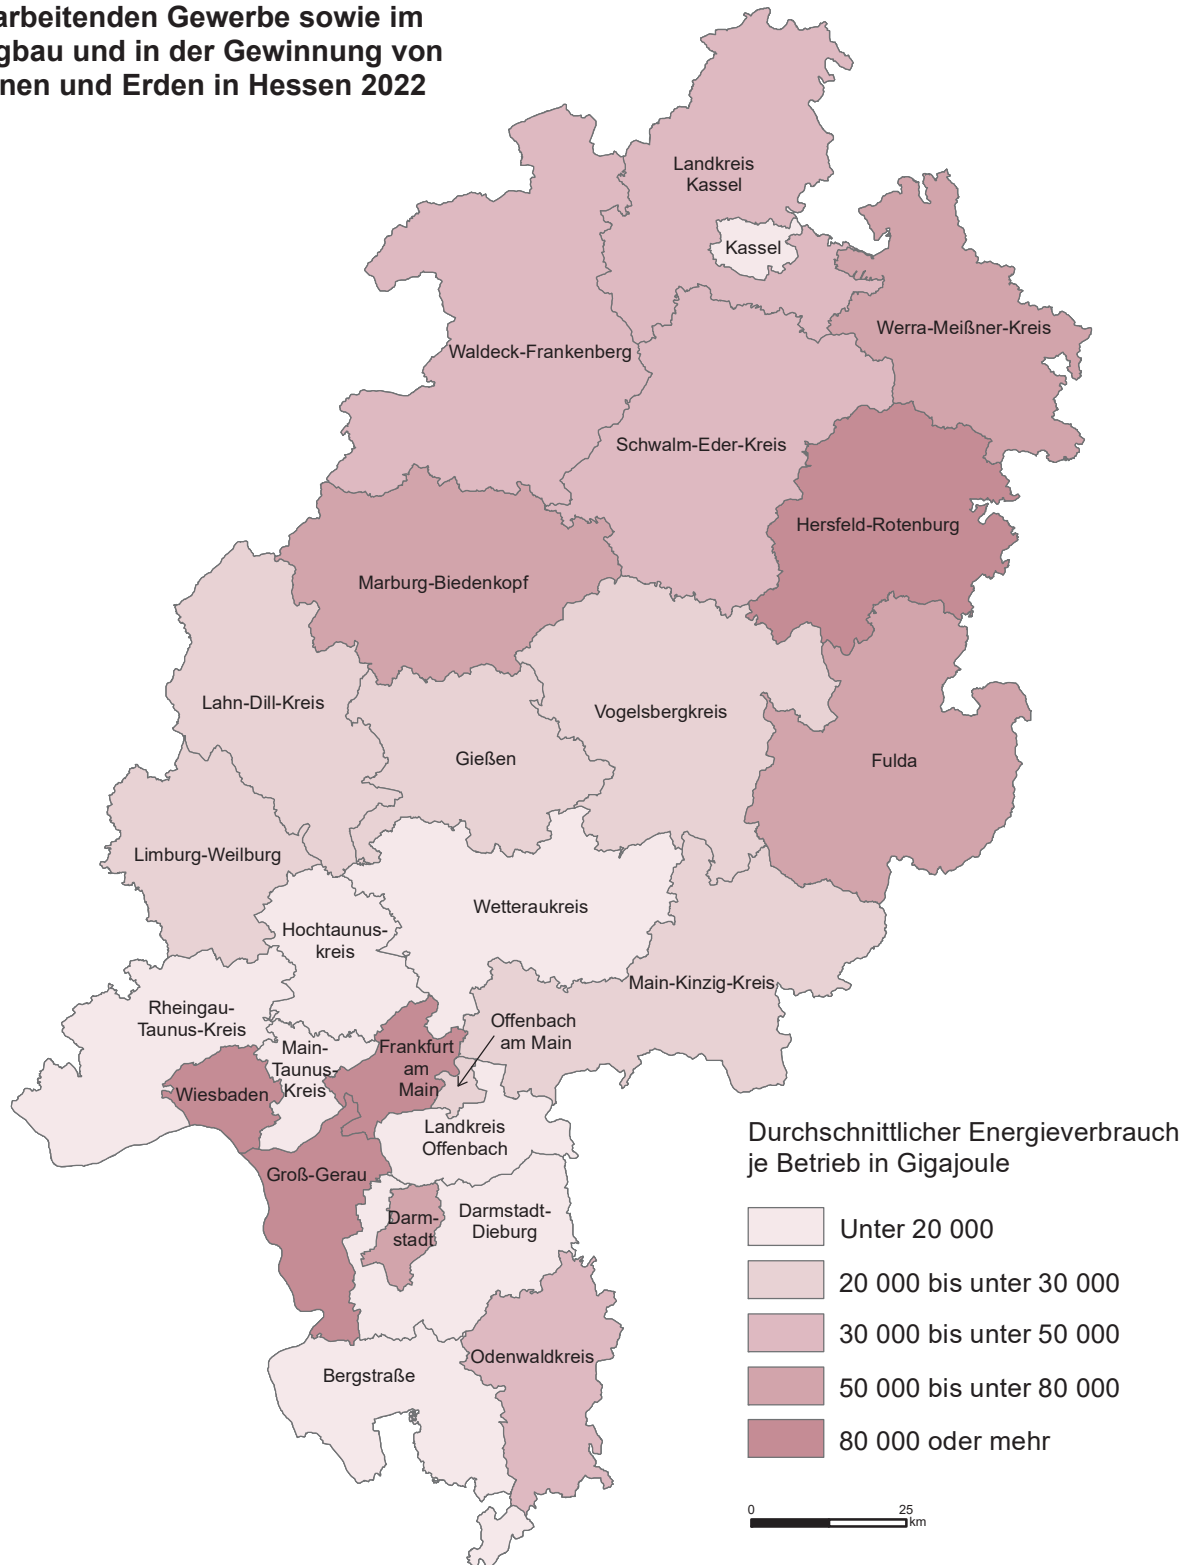 arbeitenden Gewerbe sowie im
gbau und in der Gewinnung von
nen und Erden in Hessen 2022
Landkreis
Kassel
Kassel
Werra-Meißner-Kreis
Waldeck-Frankenberg
Schwalm-Eder-Kreis
Hersfeld-Rotenburg
Marburg-Biedenkopf
Lahn-Dill-Kreis
Vogelsbergkreis
Gießen
Fulda
Limburg-Weilburg
Wetteraukreis
Hochtaunus-
kreis
Main-Kinzig-Kreis
Rheingau-
Taunus-Kreis
Offenbach
am Main
Main-
Taunus-
Kreis
Frankfurt
am
Main
Wiesbaden
Landkreis
Offenbach
Groß-Gerau
Darm-
stadt
Darmstadt-
Dieburg
Odenwaldkreis
Bergstraße
Durchschnittlicher Energieverbrauch
je Betrieb in Gigajoule
Unter 20 000
20 000 bis unter 30 000
30 000 bis unter 50 000
50 000 bis unter 80 000
80 000 oder mehr
0 25
km